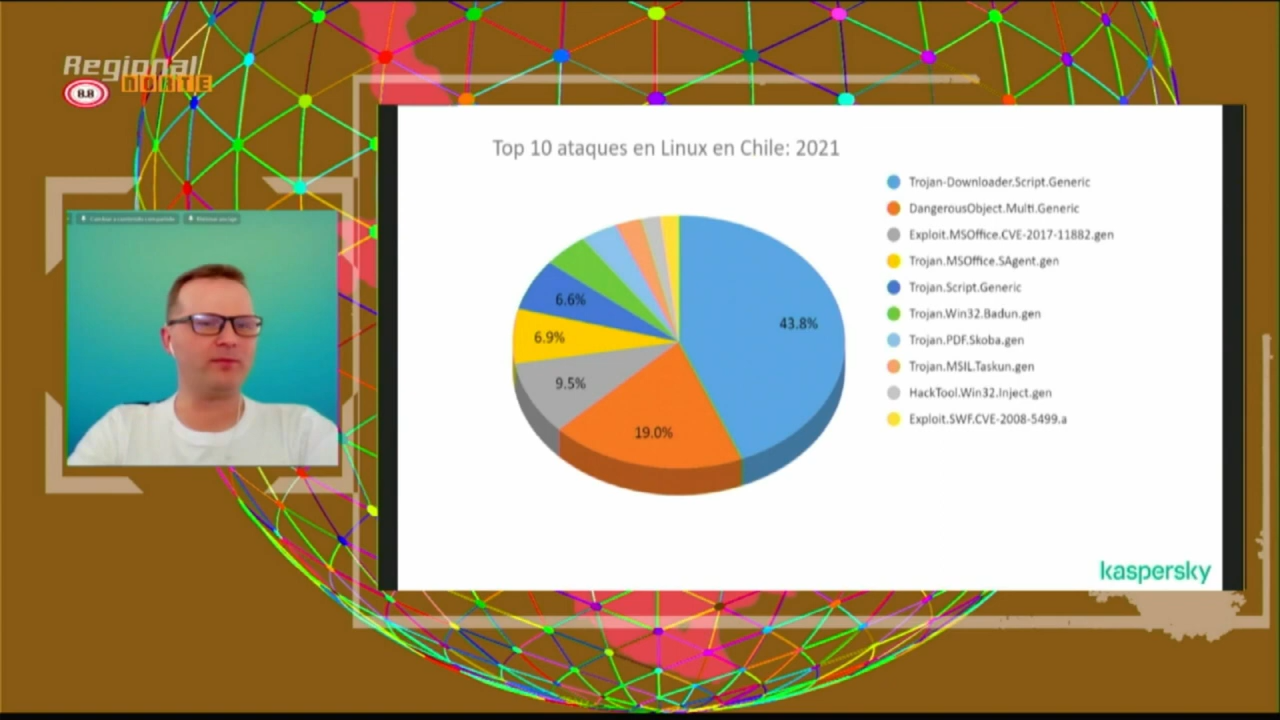 Regional
NORTE
8.8
Top 10 ataques en Linux en Chile: 2021
Trojan-Downloader.Script.Generic
DangerousObject.Multi.Generic
Exploit.MSOffice.CVE-2017-11882.gen
Trojan.MSOffice.SAgent.gen
Trojan.Script.Generic
Trojan.Win32.Badun.gen
Trojan.PDF.Skoba.gen
Trojan.MSIL.Taskun.gen
HackTool.Win32.Inject.gen
Exploit.SWF.CVE-2008-5499.a
43.8%
19.0%
9.5%
6.9%
6.6%
kaspersky